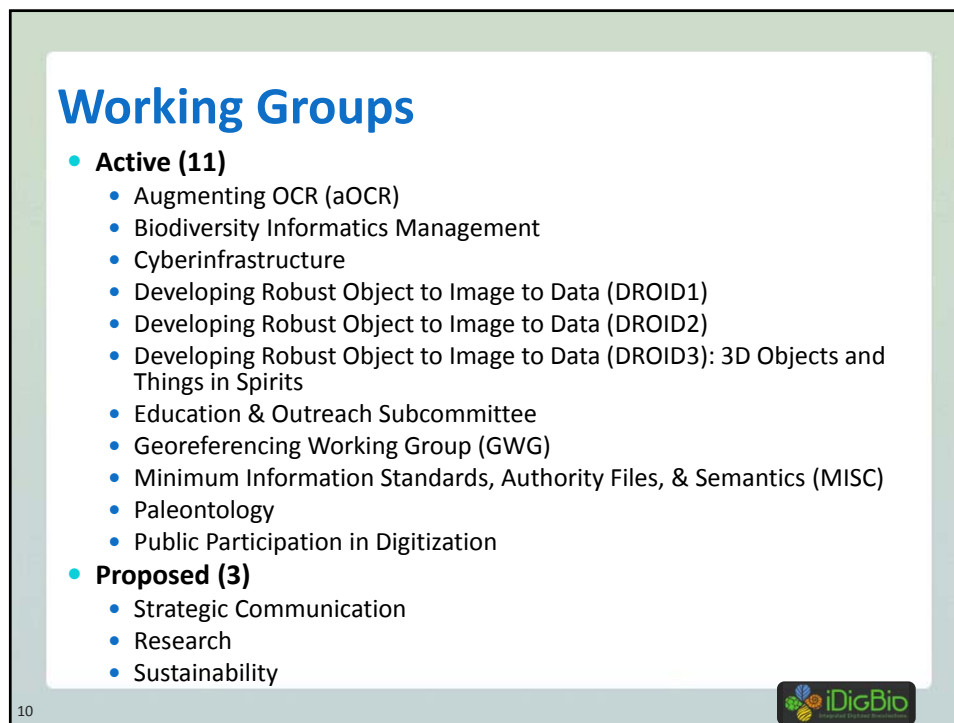 Working Groups
• Active (11)
• Augmenting OCR (aOCR)
• Biodiversity Informatics Management
• Cyberinfrastructure
• Developing Robust Object to Image to Data (DROID1)
• Developing Robust Object to Image to Data (DROID2)
• Developing Robust Object to Image to Data (DROID3): 3D Objects and
Things in Spirits
• Education & Outreach Subcommittee
• Georeferencing Working Group (GWG)
• Minimum Information Standards, Authority Files, & Semantics (MISC)
• Paleontology
• Public Participation in Digitization
• Proposed (3)
• Strategic Communication
• Research
• Sustainability
10
iDigBio